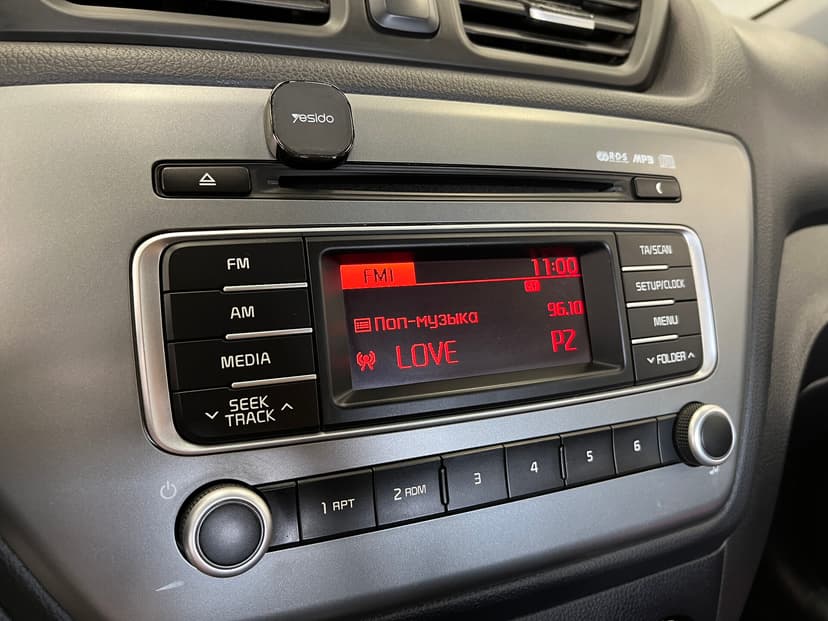 Yesido
R·D·S MP3
FM
AM
MEDIA
SEEK
TRACK
FM1 11:00
Поп-музыка 96.10
LOVE P2
TA/SCAN
SETUP/CLOCK
MENU
FOLDER
1 RPT
2 RDM
3
4
5
6